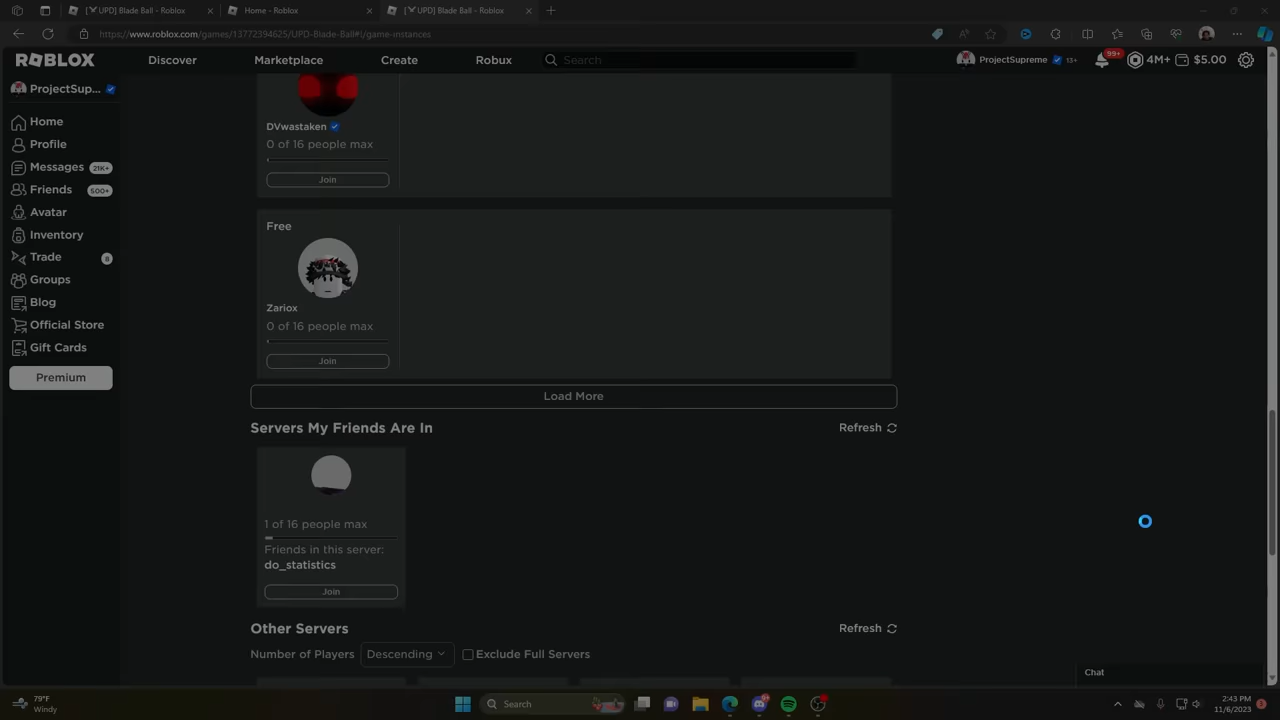 [UPD] Blade Ball - Roblox
Home - Roblox
[UPD] Blade Ball - Roblox
https://www.roblox.com/games/13772394625/UPD-Blade-Ball#!/game-instances
ROBLOX
Discover
Marketplace
Create
Robux
Search
ProjectSupreme
13+
99+
4M+
$5.00
ProjectSup...
Home
Profile
Messages
21K+
Friends
500+
Avatar
Inventory
Trade
8
Groups
Blog
Official Store
Gift Cards
Premium
DVwastaken
0 of 16 people max
Join
Free
Zariox
0 of 16 people max
Join
Load More
Servers My Friends Are In
Refresh
1 of 16 people max
Friends in this server:
do_statistics
Join
Other Servers
Refresh
Number of Players
Descending
Exclude Full Servers
Chat
79°F
Windy
Search
2:43 PM
11/6/2023